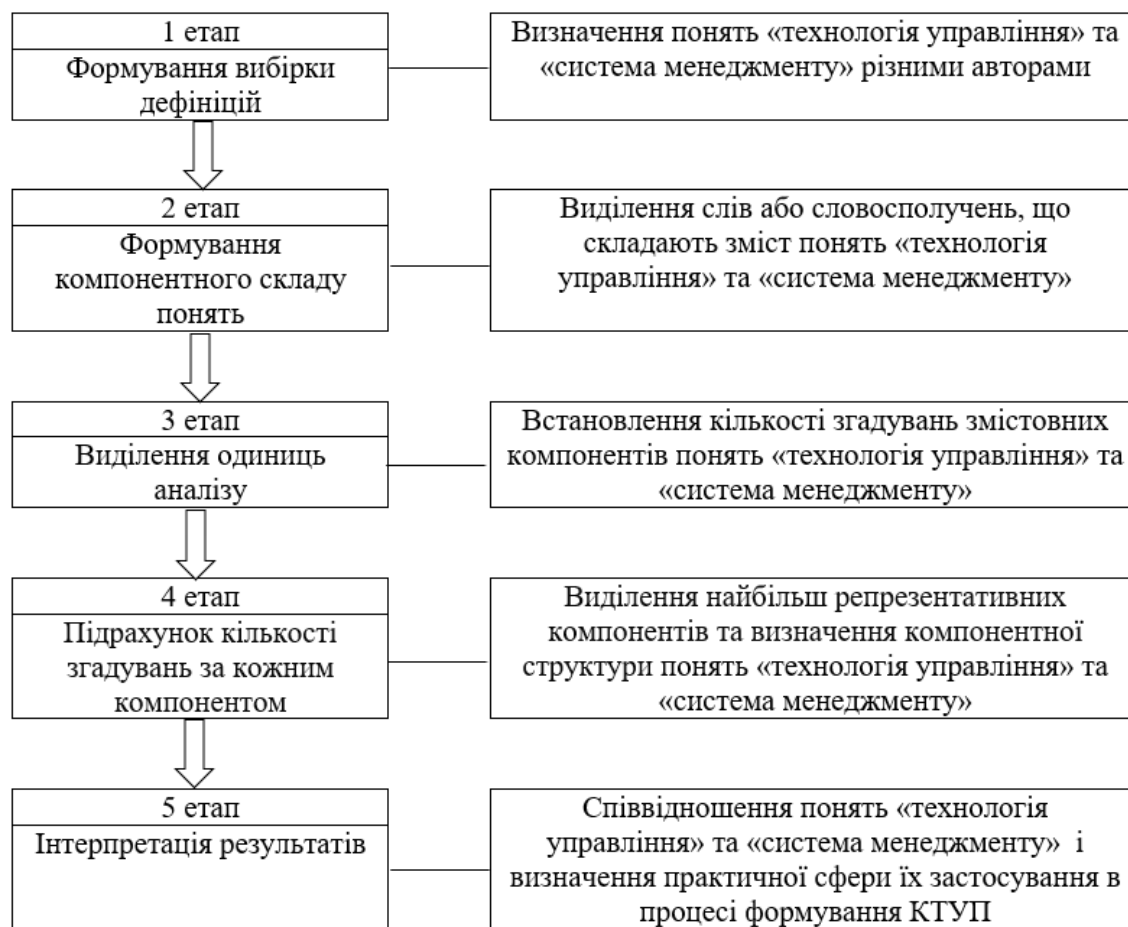 1 етап
Формування вибірки
дефініцій
Визначення понять «технологія управління» та
«система менеджменту» різними авторами
2 етап
Формування
компонентного складу
понять
Виділення слів або словосполучень, що
складають зміст понять «технологія
управління» та «система менеджменту»
3 етап
Виділення одиниць
аналізу
Встановлення кількості згадувань змістовних
компонентів понять «технологія управління» та
«система менеджменту»
4 етап
Підрахунок кількості
згадувань за кожним
компонентом
Виділення найбільш репрезентативних
компонентів та визначення компонентної
структури понять «технологія управління» та
«система менеджменту»
5 етап
Інтерпретація результатів
Співвідношення понять «технологія
управління» та «система менеджменту» і
визначення практичної сфери їх застосування в
процесі формування КТУП